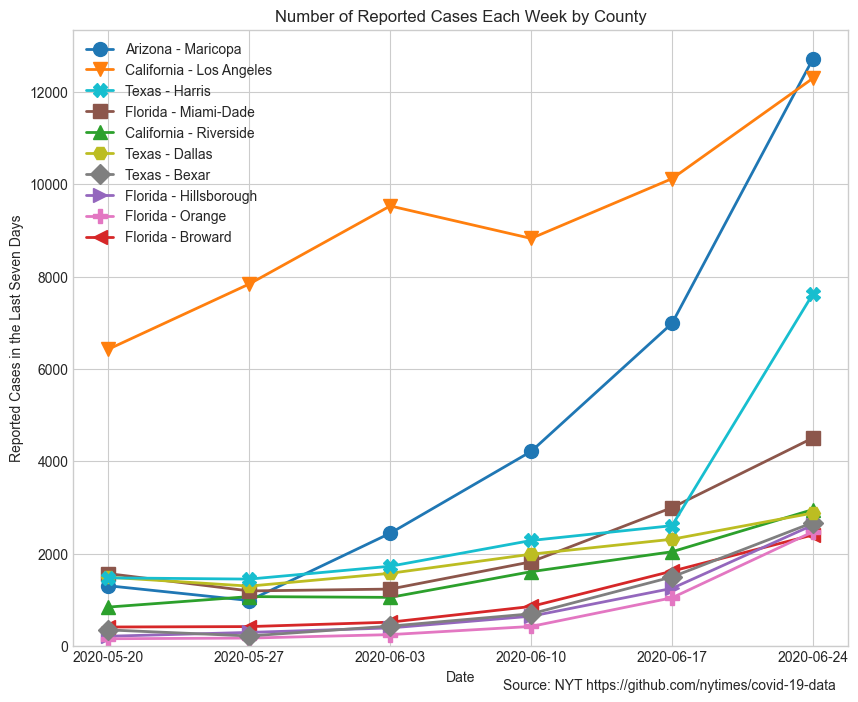 Number of Reported Cases Each Week by County
Arizona - Maricopa
California - Los Angeles
Texas - Harris
Florida - Miami-Dade
California - Riverside
Texas - Dallas
Texas - Bexar
Florida - Hillsborough
Florida - Orange
Florida - Broward
Reported Cases in the Last Seven Days
12000
10000
8000
6000
4000
2000
0
2020-05-20 2020-05-27 2020-06-03 2020-06-10 2020-06-17 2020-06-24
Date
Source: NYT https://github.com/nytimes/covid-19-data